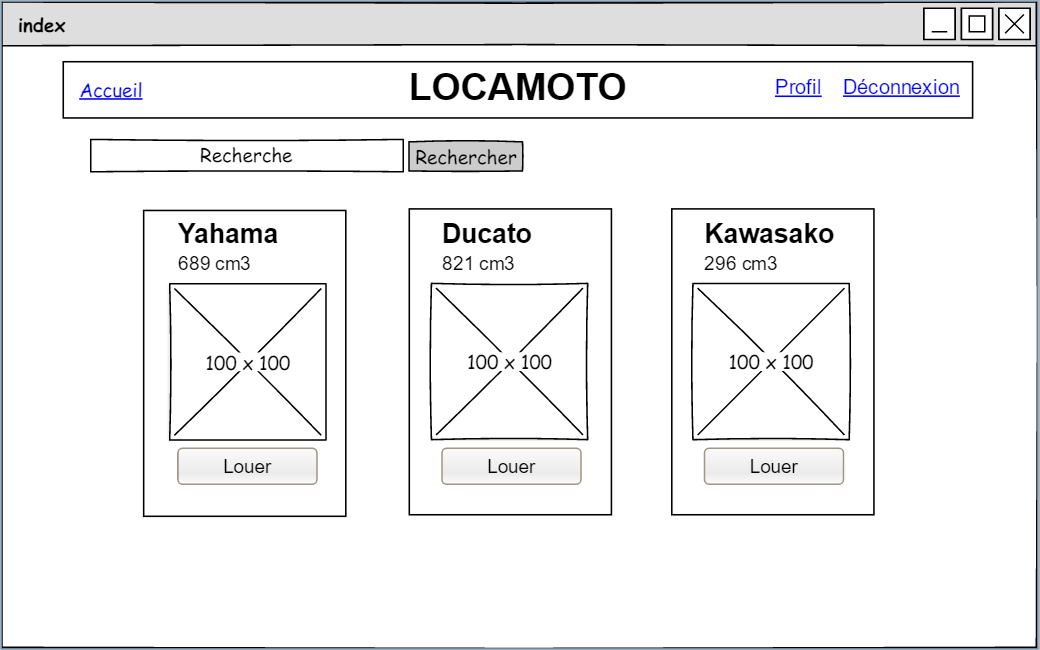 index
Accueil LOCAMOTO Profil Déconnexion
Recherche Rechercher
Yahama
689 cm3
100 x 100
Louer
Ducato
821 cm3
100 x 100
Louer
Kawasako
296 cm3
100 x 100
Louer